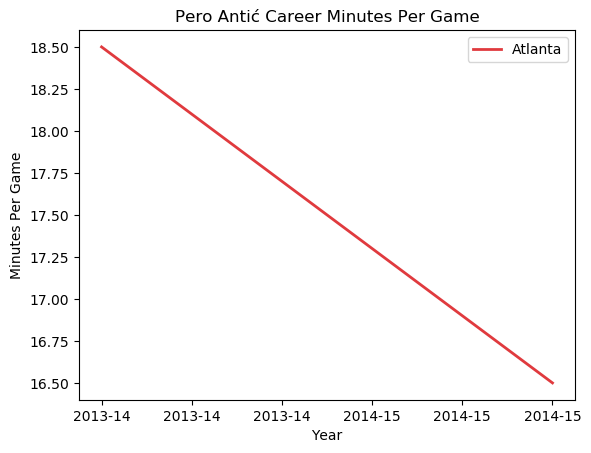 Pero Antić Career Minutes Per Game
Atlanta
Minutes Per Game
18.50
18.25
18.00
17.75
17.50
17.25
17.00
16.75
16.50
2013-14 2013-14 2013-14 2014-15 2014-15 2014-15
Year